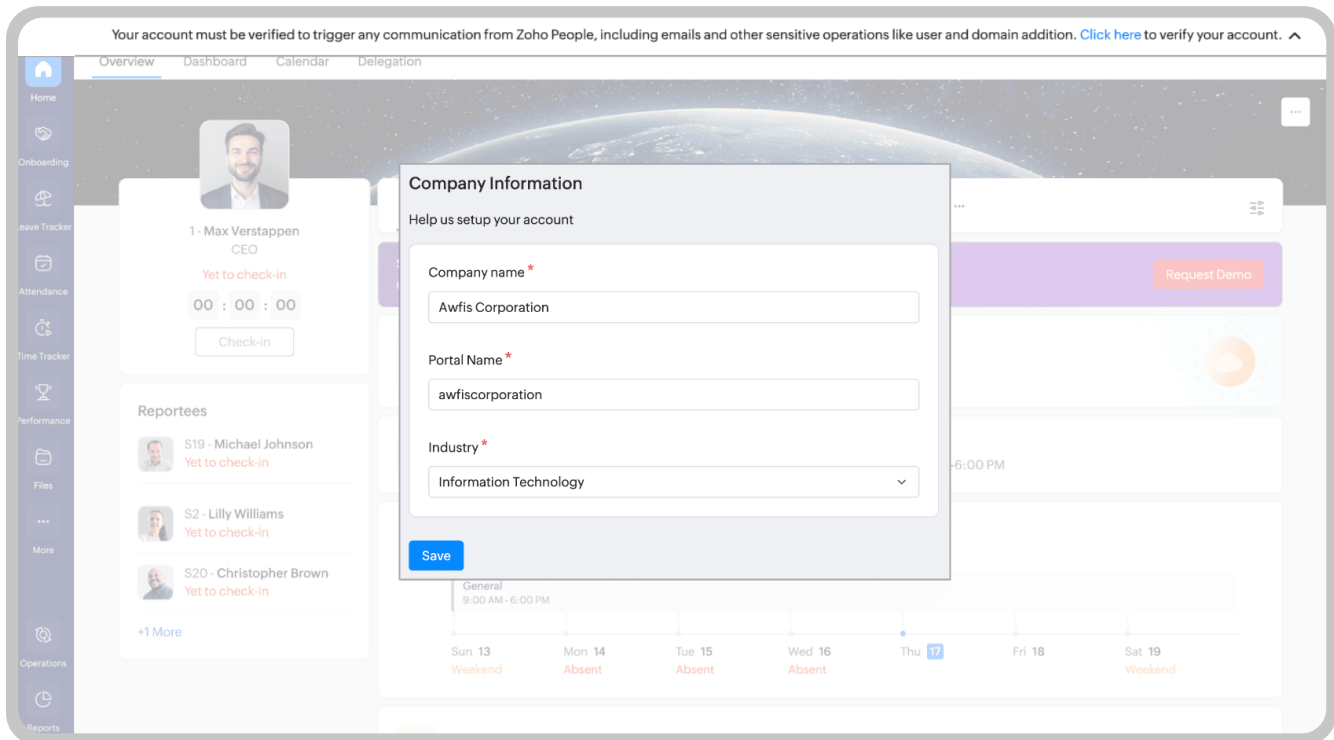 Your account must be verified to trigger any communication from Zoho People, including emails and other sensitive operations like user and domain addition. Click here to verify your account.
Overview Dashboard Calendar Delegation
Home
Onboarding
Leave Tracker
Attendance
Time Tracker
Performance
Files
More
Operations
Reports
1 - Max Verstappen
CEO
Yet to check-in
00 : 00 : 00
Check-in
Reportees
S19 - Michael Johnson
Yet to check-in
S2 - Lilly Williams
Yet to check-in
S20 - Christopher Brown
Yet to check-in
+1 More
Company Information
Help us setup your account
Company name *
Awfis Corporation
Portal Name *
awfiscorporation
Industry *
Information Technology
Save
Request Demo
-6:00 PM
General
9:00 AM - 6:00 PM
Sun 13 Mon 14 Tue 15 Wed 16 Thu 17 Fri 18 Sat 19
Weekend Absent Absent Absent Weekend